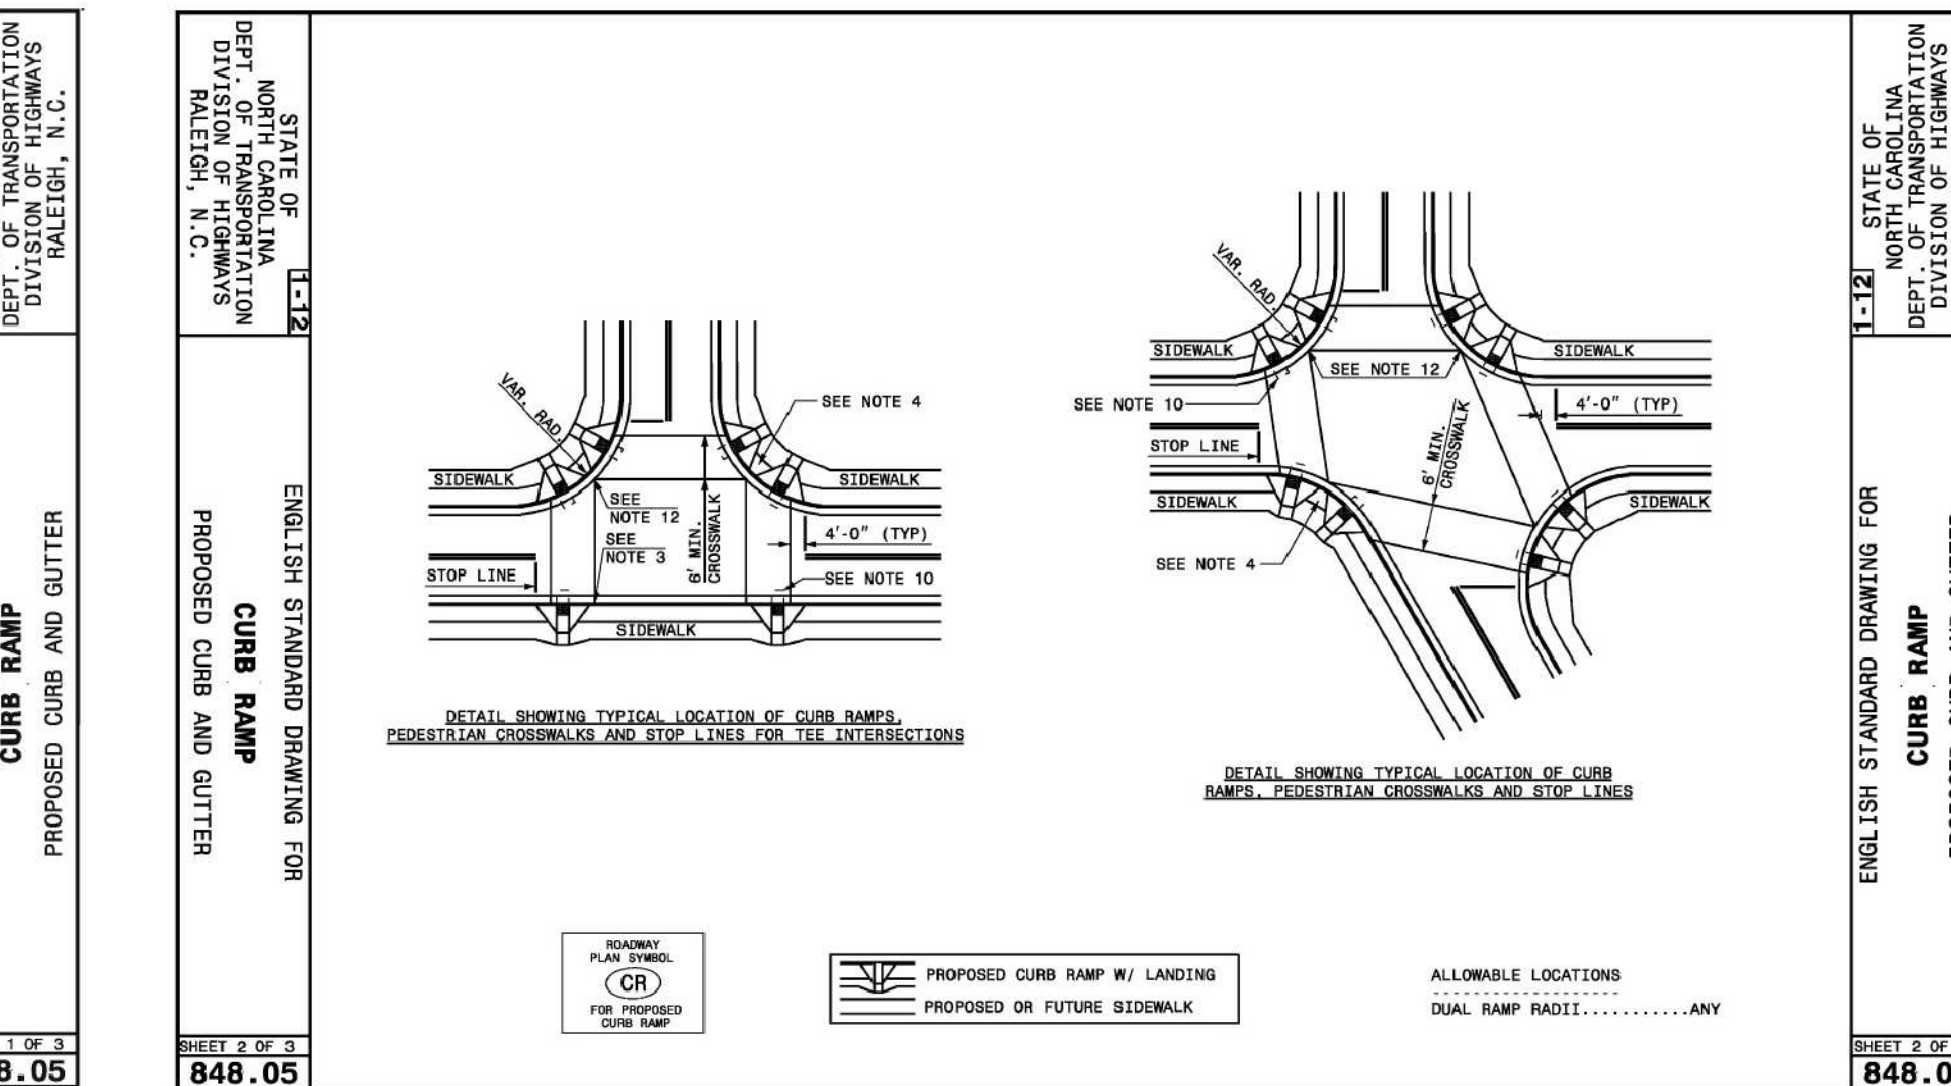 DEPT. OF TRANSPORTATION
DIVISION OF HIGHWAYS
RALEIGH, N.C.
CURB RAMP
PROPOSED CURB AND GUTTER
1 OF 3
8.05
STATE OF
NORTH CAROLINA
DEPT. OF TRANSPORTATION
DIVISION OF HIGHWAYS
RALEIGH, N.C.
1-12
ENGLISH STANDARD DRAWING FOR
CURB RAMP
PROPOSED CURB AND GUTTER
SHEET 2 OF 3
848.05
VAR. RAD.
SEE NOTE 4
SIDEWALK
SIDEWALK
SEE
NOTE 12
SEE
NOTE 3
6' MIN.
CROSSWALK
4'-0" (TYP)
STOP LINE
SEE NOTE 10
SIDEWALK
DETAIL SHOWING TYPICAL LOCATION OF CURB RAMPS,
PEDESTRIAN CROSSWALKS AND STOP LINES FOR TEE INTERSECTIONS
VAR. RAD.
SIDEWALK
SIDEWALK
SEE NOTE 12
SEE NOTE 10
4'-0" (TYP)
STOP LINE
6' MIN.
CROSSWALK
SIDEWALK
SIDEWALK
SEE NOTE 4
DETAIL SHOWING TYPICAL LOCATION OF CURB
RAMPS, PEDESTRIAN CROSSWALKS AND STOP LINES
ROADWAY
PLAN SYMBOL
CR
FOR PROPOSED
CURB RAMP
PROPOSED CURB RAMP W/ LANDING
PROPOSED OR FUTURE SIDEWALK
ALLOWABLE LOCATIONS
DUAL RAMP RADII...........ANY
1-12
STATE OF
NORTH CAROLINA
DEPT. OF TRANSPORTATION
DIVISION OF HIGHWAYS
ENGLISH STANDARD DRAWING FOR
CURB RAMP
SHEET 2 OF
848.0